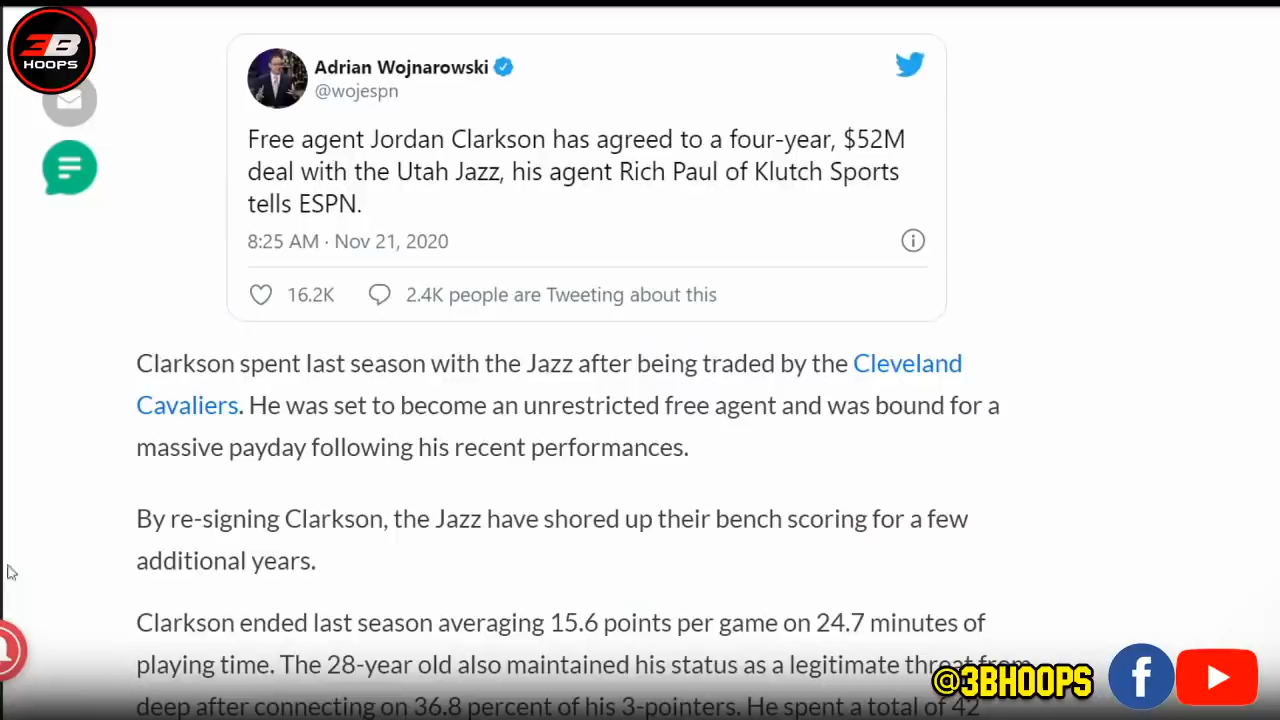 3B
HOOPS
Adrian Wojnarowski
@wojespn
Free agent Jordan Clarkson has agreed to a four-year, $52M
deal with the Utah Jazz, his agent Rich Paul of Klutch Sports
tells ESPN.
8:25 AM · Nov 21, 2020
16.2K 2.4K people are Tweeting about this
Clarkson spent last season with the Jazz after being traded by the Cleveland
Cavaliers. He was set to become an unrestricted free agent and was bound for a
massive payday following his recent performances.
By re-signing Clarkson, the Jazz have shored up their bench scoring for a few
additional years.
Clarkson ended last season averaging 15.6 points per game on 24.7 minutes of
playing time. The 28-year old also maintained his status as a legitimate threat from
deep after connecting on 36.8 percent of his 3-pointers. He spent a total of 42
@3BHOOPS